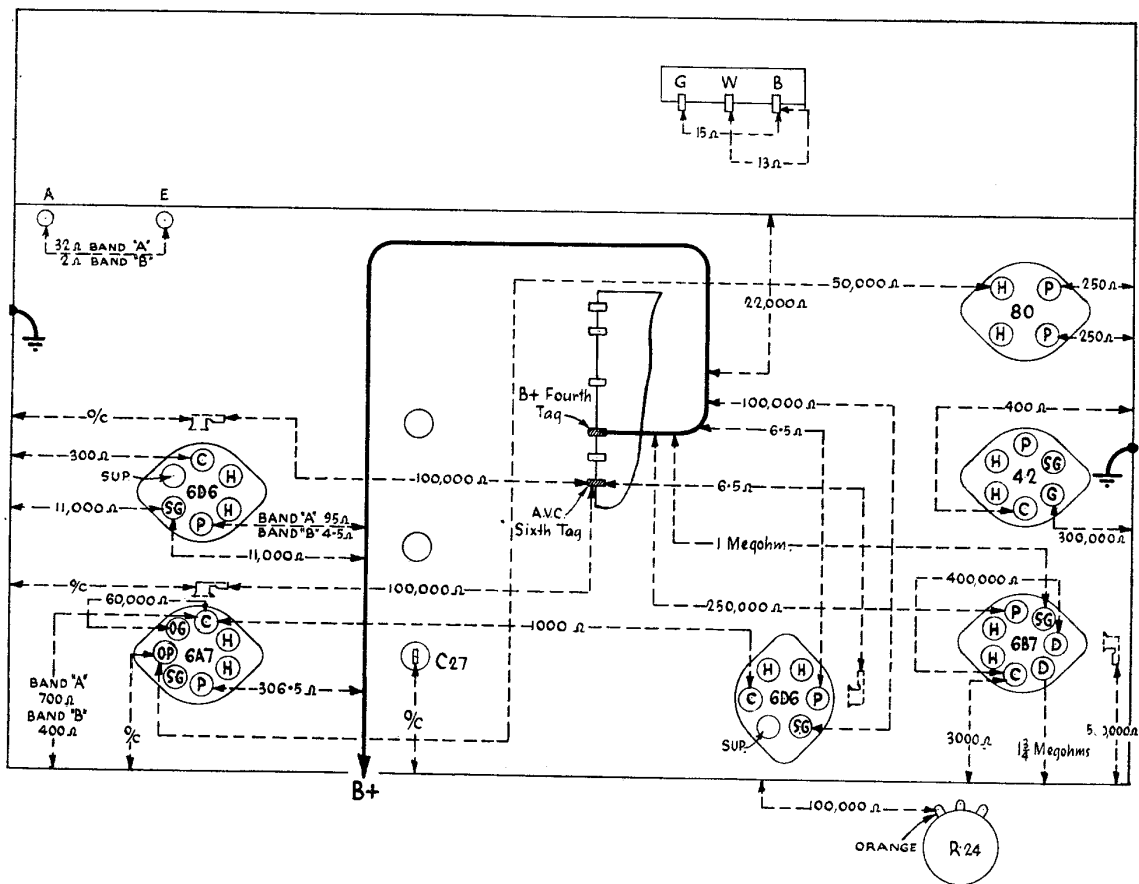 G W B
15Ω
13Ω
A E
32Ω BAND "A"
2Ω BAND "B"
50,000Ω
22,000Ω
H P
80
H P
250Ω
250Ω
B+ Fourth
Tag
100,000Ω
6·5Ω
400Ω
P
H SG
42
H G
C
300,000Ω
O/C
300Ω
C
SUP. H
6D6
SG H
P
11,000Ω
BAND "A" 95Ω
BAND "B" 4·5Ω
11,000Ω
100,000Ω
A.V.C.
Sixth Tag
6·5Ω
1 Megohm.
O/C
100,000Ω
60,000Ω
250,000Ω
400,000Ω
1000Ω
C
OG H
OP 6A7
SG H
P
306·5Ω
BAND "A"
700Ω
BAND "B"
400Ω
O/C
C27
O/C
H H
C 6D6 P
SUP. SG
P SG
H
6B7 D
H D
C
3000Ω
1¾ Megohms
B+
100,000Ω
ORANGE
R·24